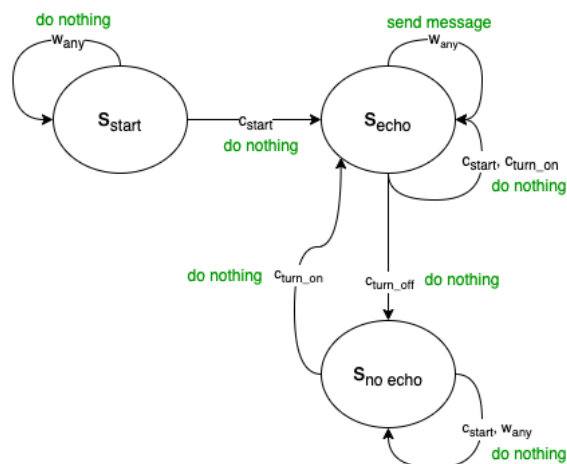 do nothing
w_any
S_start
c_start
do nothing
send message
w_any
S_echo
c_start, c_turn_on
do nothing
do nothing
c_turn_on
c_turn_off
do nothing
S_no echo
c_start, w_any
do nothing